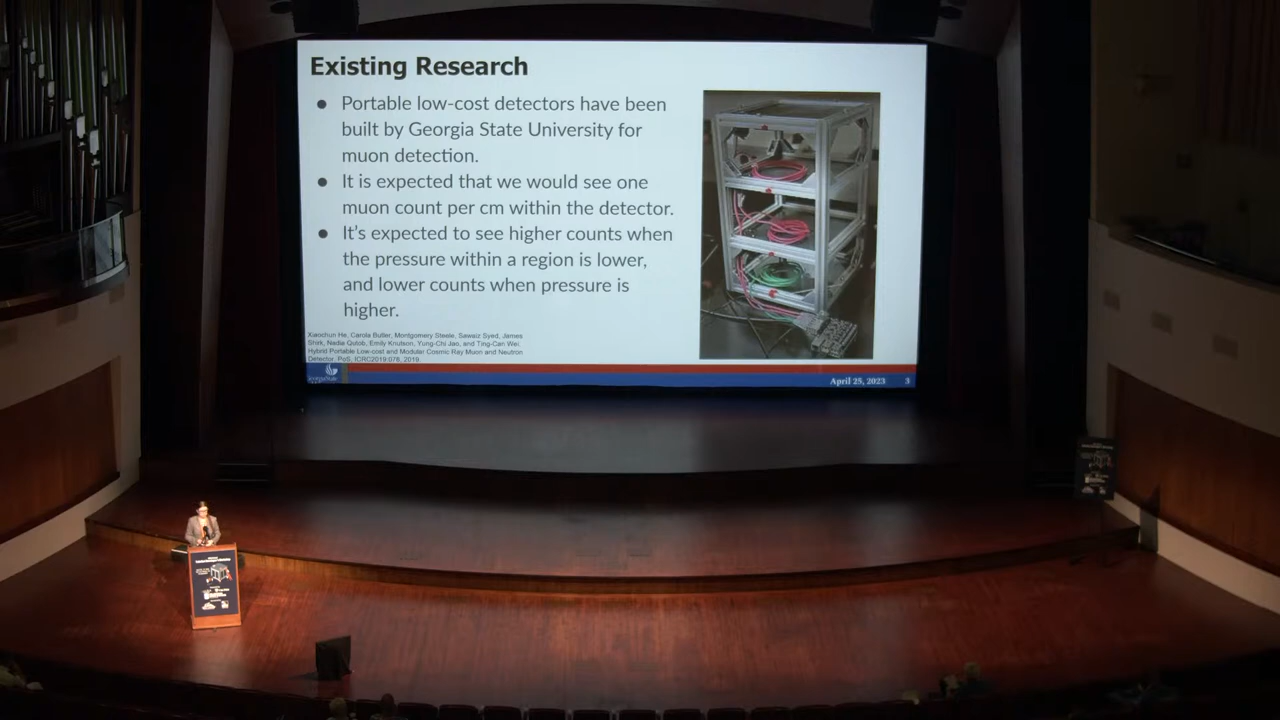 Existing Research
● Portable low-cost detectors have been
built by Georgia State University for
muon detection.
● It is expected that we would see one
muon count per cm within the detector.
● It's expected to see higher counts when
the pressure within a region is lower,
and lower counts when pressure is
higher.
Xiaochun He, Carola Butler, Montgomery Steele, Sawaiz Syed, James
Shirk, Nadia Qutob, Emily Knutson, Yung-Chi Jao, and Ting-Can Wei,
Hybrid Portable Low-cost and Modular Cosmic Ray Muon and Neutron
Detector. PoS, ICRC2019:078, 2019.
April 25, 2023 3